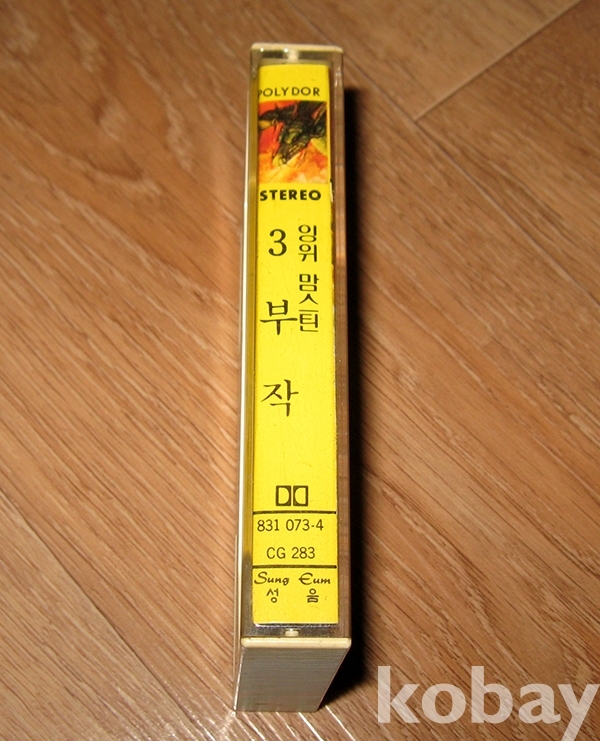 POLYDOR
STEREO
3부작
잉위 맘스틴
831 073-4
CG 283
Sung Eum
성음
kobay